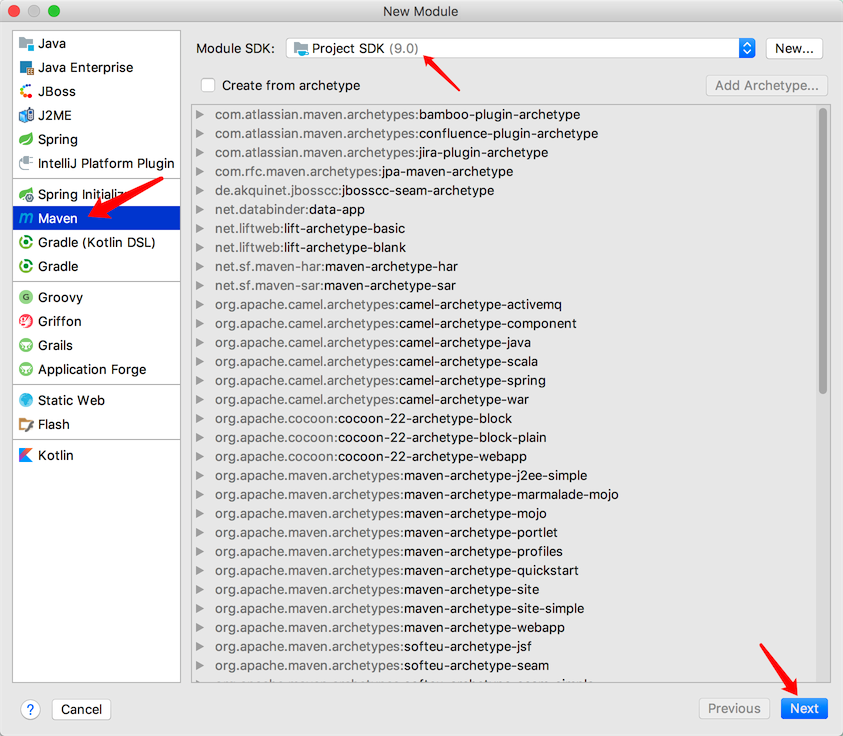 New Module
Java
Java Enterprise
JBoss
J2ME
Spring
IntelliJ Platform Plugin
Spring
Maven
Gradle (Kotlin DSL)
Gradle
Groovy
Griffon
Grails
Application Forge
Static Web
Flash
Kotlin
Module SDK: Project SDK (9.0) New...
Create from archetype Add Archetype...
com.atlassian.maven.archetypes:bamboo-plugin-archetype
com.atlassian.maven.archetypes:confluence-plugin-archetype
com.atlassian.maven.archetypes:jira-plugin-archetype
com.rfc.maven.archetypes:jpa-maven-archetype
de.akquinet.jbosscc:jbosscc-seam-archetype
net.databinder:data-app
net.liftweb:lift-archetype-basic
net.liftweb:lift-archetype-blank
net.sf.maven-har:maven-archetype-har
net.sf.maven-sar:maven-archetype-sar
org.apache.camel.archetypes:camel-archetype-activemq
org.apache.camel.archetypes:camel-archetype-component
org.apache.camel.archetypes:camel-archetype-java
org.apache.camel.archetypes:camel-archetype-scala
org.apache.camel.archetypes:camel-archetype-spring
org.apache.camel.archetypes:camel-archetype-war
org.apache.cocoon:cocoon-22-archetype-block
org.apache.cocoon:cocoon-22-archetype-block-plain
org.apache.cocoon:cocoon-22-archetype-webapp
org.apache.maven.archetypes:maven-archetype-j2ee-simple
org.apache.maven.archetypes:maven-archetype-marmalade-mojo
org.apache.maven.archetypes:maven-archetype-mojo
org.apache.maven.archetypes:maven-archetype-portlet
org.apache.maven.archetypes:maven-archetype-profiles
org.apache.maven.archetypes:maven-archetype-quickstart
org.apache.maven.archetypes:maven-archetype-site
org.apache.maven.archetypes:maven-archetype-site-simple
org.apache.maven.archetypes:maven-archetype-webapp
org.apache.maven.archetypes:softeu-archetype-jsf
org.apache.maven.archetypes:softeu-archetype-seam
? Cancel Previous Next